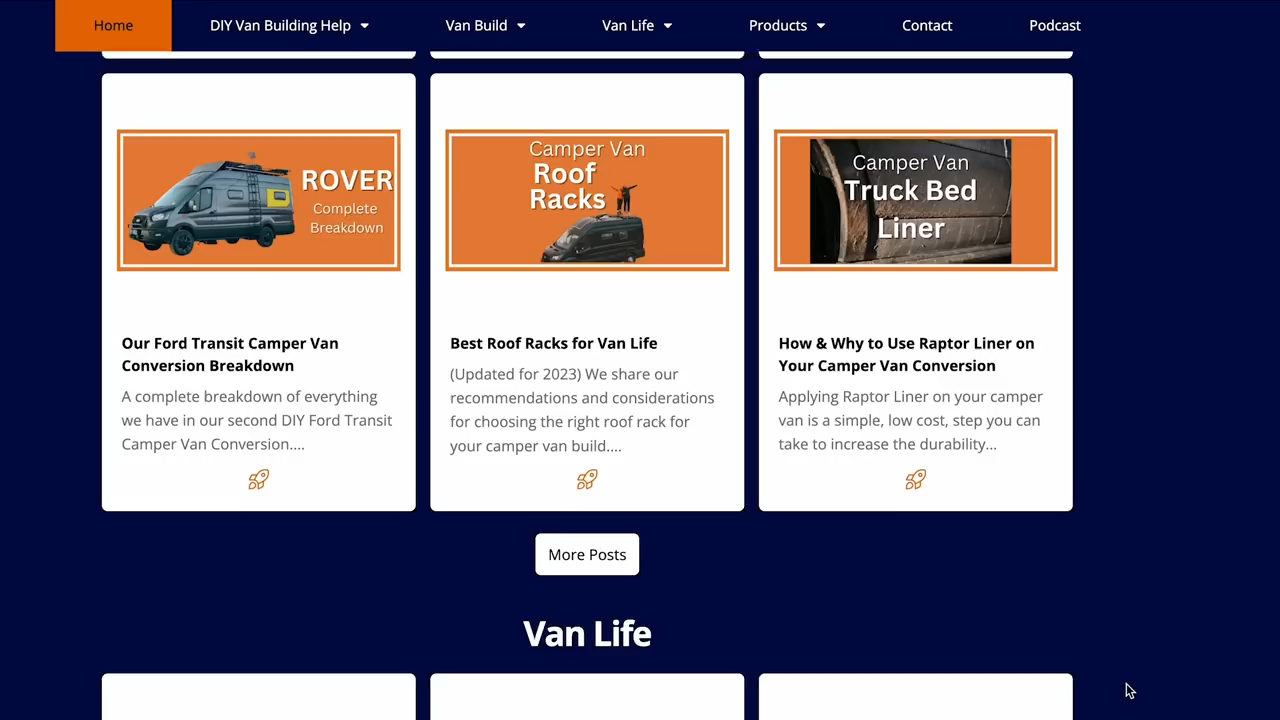 Home
DIY Van Building Help
Van Build
Van Life
Products
Contact
Podcast
ROVER
Complete
Breakdown
Our Ford Transit Camper Van
Conversion Breakdown
A complete breakdown of everything
we have in our second DIY Ford Transit
Camper Van Conversion....
Camper Van
Roof
Racks
Best Roof Racks for Van Life
(Updated for 2023) We share our
recommendations and considerations
for choosing the right roof rack for
your camper van build....
Camper Van
Truck Bed
Liner
How & Why to Use Raptor Liner on
Your Camper Van Conversion
Applying Raptor Liner on your camper
van is a simple, low cost, step you can
take to increase the durability...
More Posts
Van Life